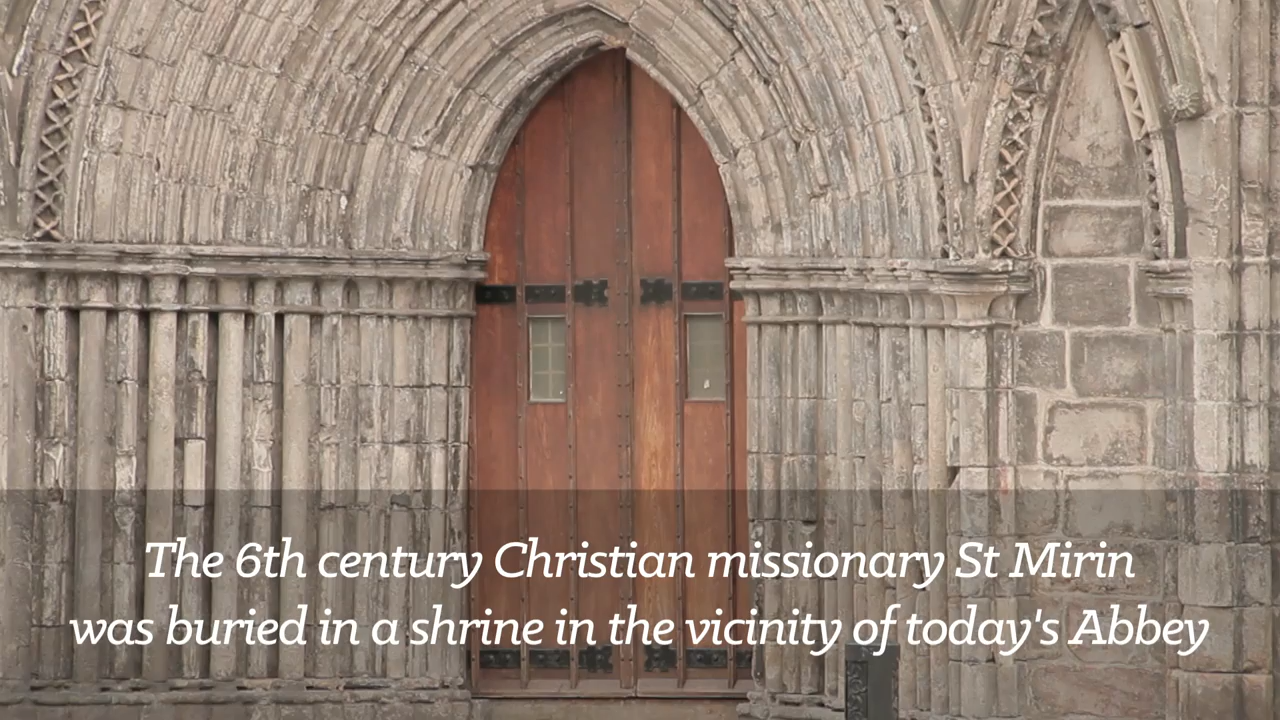 The 6th century Christian missionary St Mirin
was buried in a shrine in the vicinity of today's Abbey